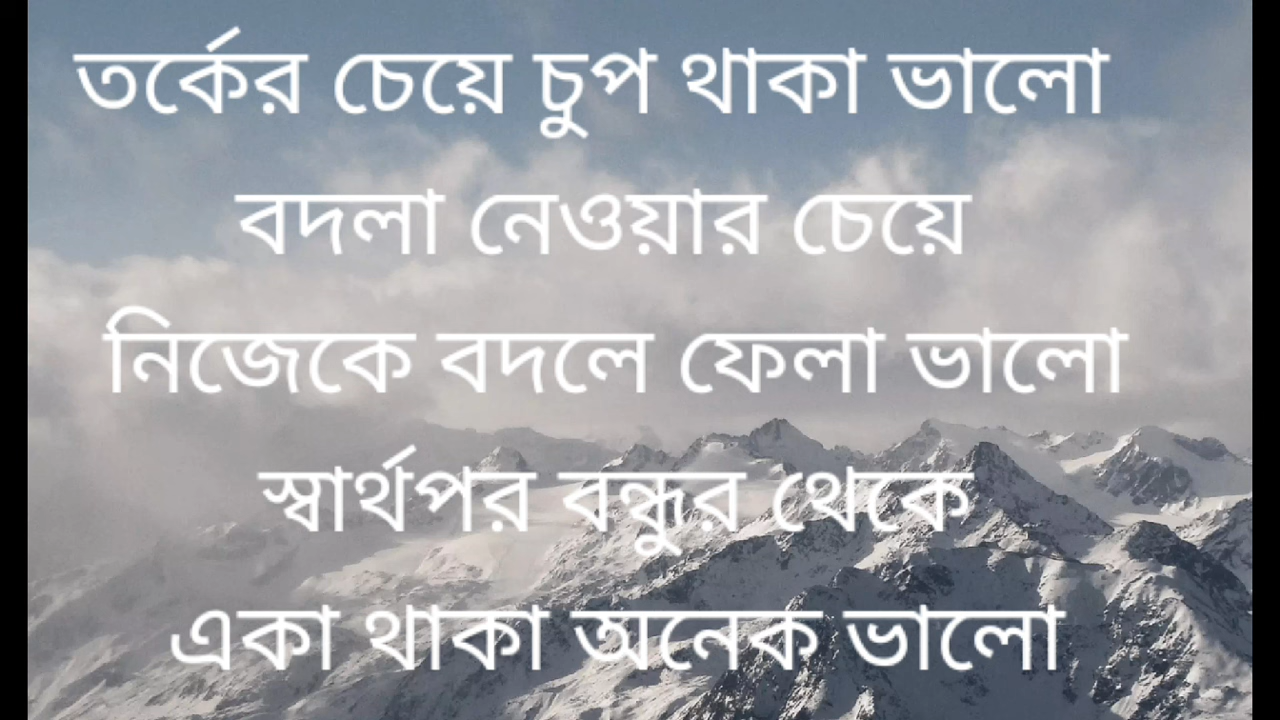 তর্কের চেয়ে চুপ থাকা ভালো
বদলা নেওয়ার চেয়ে
নিজেকে বদলে ফেলা ভালো
স্বার্থপর বন্ধুর থেকে
একা থাকা অনেক ভালো